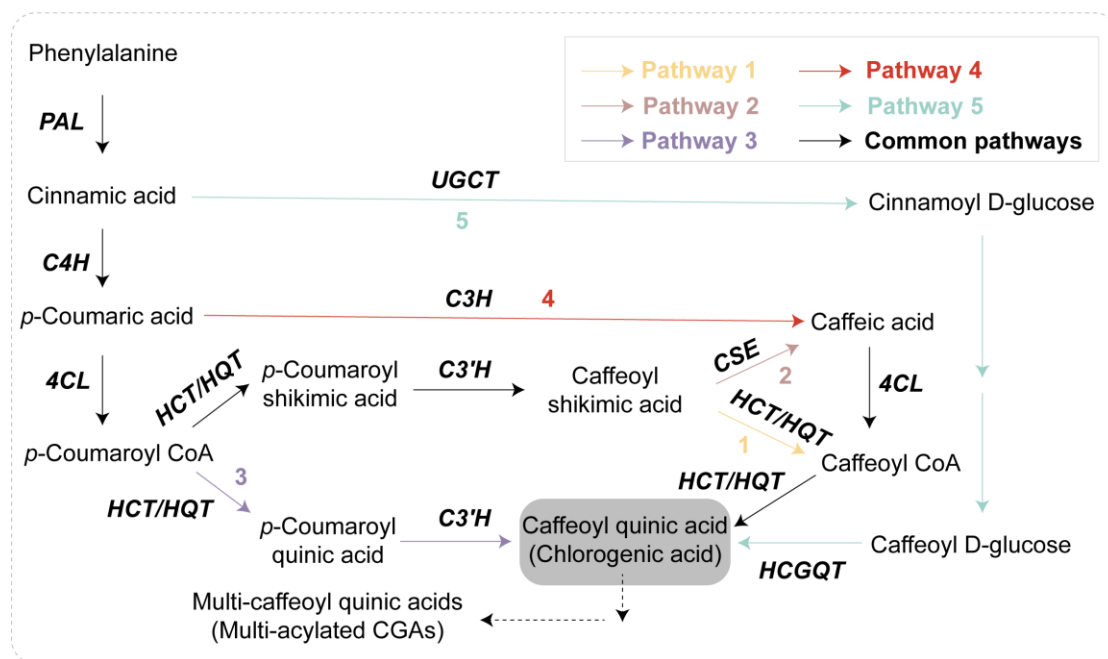 Phenylalanine
Pathway 1
Pathway 4
Pathway 2
Pathway 5
Pathway 3
Common pathways
PAL
Cinnamic acid
UGCT
5
Cinnamoyl D-glucose
C4H
p-Coumaric acid
C3H
4
Caffeic acid
4CL
HCT/HQT
p-Coumaroyl
shikimic acid
C3'H
Caffeoyl
shikimic acid
CSE
2
4CL
HCT/HQT
1
p-Coumaroyl CoA
3
HCT/HQT
Caffeoyl CoA
HCT/HQT
p-Coumaroyl
quinic acid
C3'H
Caffeoyl quinic acid
(Chlorogenic acid)
HCGQT
Caffeoyl D-glucose
Multi-caffeoyl quinic acids
(Multi-acylated CGAs)